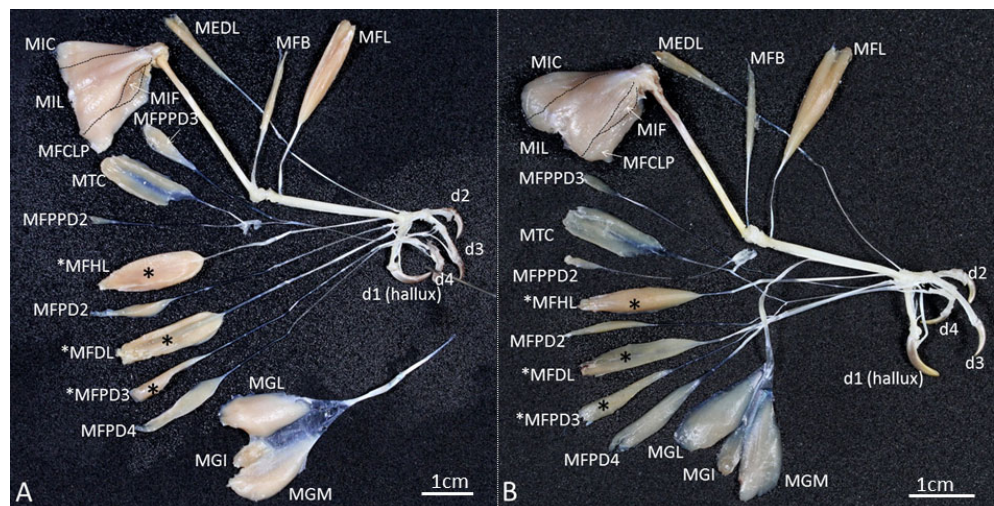 MEDL
MFB
MFL
MIC
MIL
MIF
MFPPD3
MFCLP
MTC
MFPPD2
d2
d3
d4
*MFHL
*
d1 (hallux)
MFPD2
*MFDL
*
*MFPD3
*
MFPD4
MGL
MGI
MGM
A
1cm
MEDL
MFB
MFL
MIC
MIL
MIF
MFCLP
MFPPD3
MTC
MFPPD2
d2
*MFHL
*
d4
MFPD2
d3
*MFDL
*
d1 (hallux)
*MFPD3
*
MFPD4
MGL
MGI
MGM
B
1cm